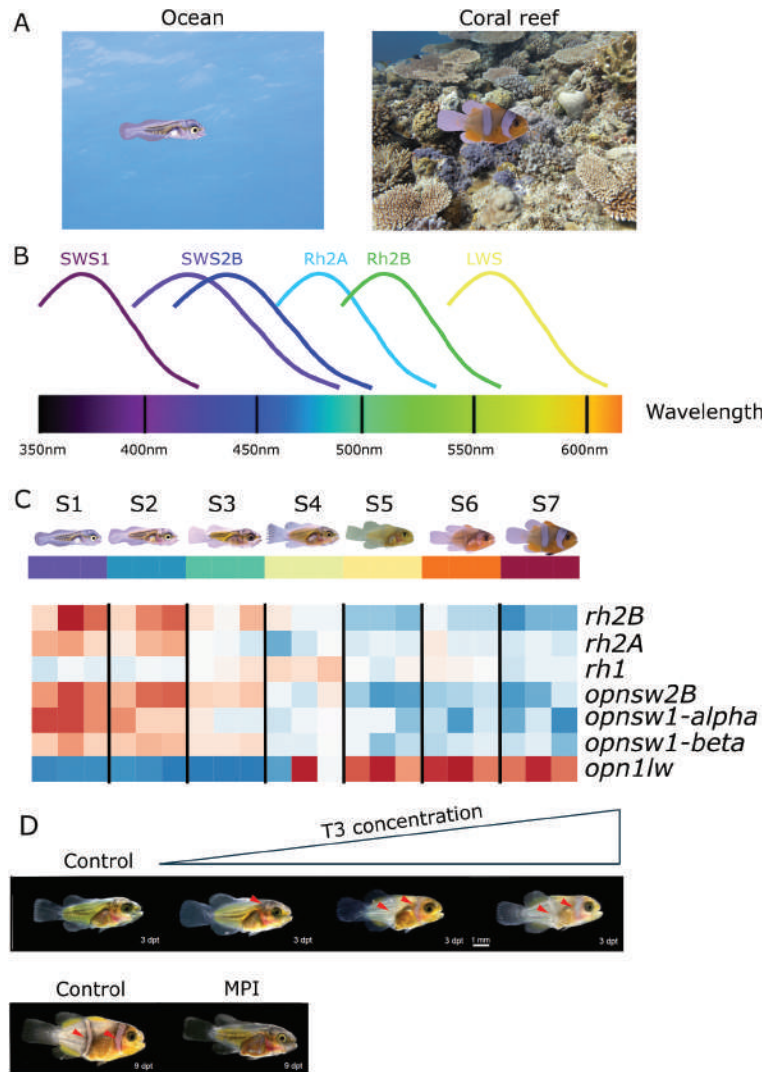 A
Ocean
Coral reef
B
SWS1 SWS2B Rh2A Rh2B LWS
Wavelength
350nm 400nm 450nm 500nm 550nm 600nm
C
S1 S2 S3 S4 S5 S6 S7
rh2B
rh2A
rh1
opnsw2B
opnsw1-alpha
opnsw1-beta
opn1lw
D
T3 concentration
Control
3 dpt 3 dpt 3 dpt 1 mm 3 dpt
Control MPI
9 dpt 9 dpt